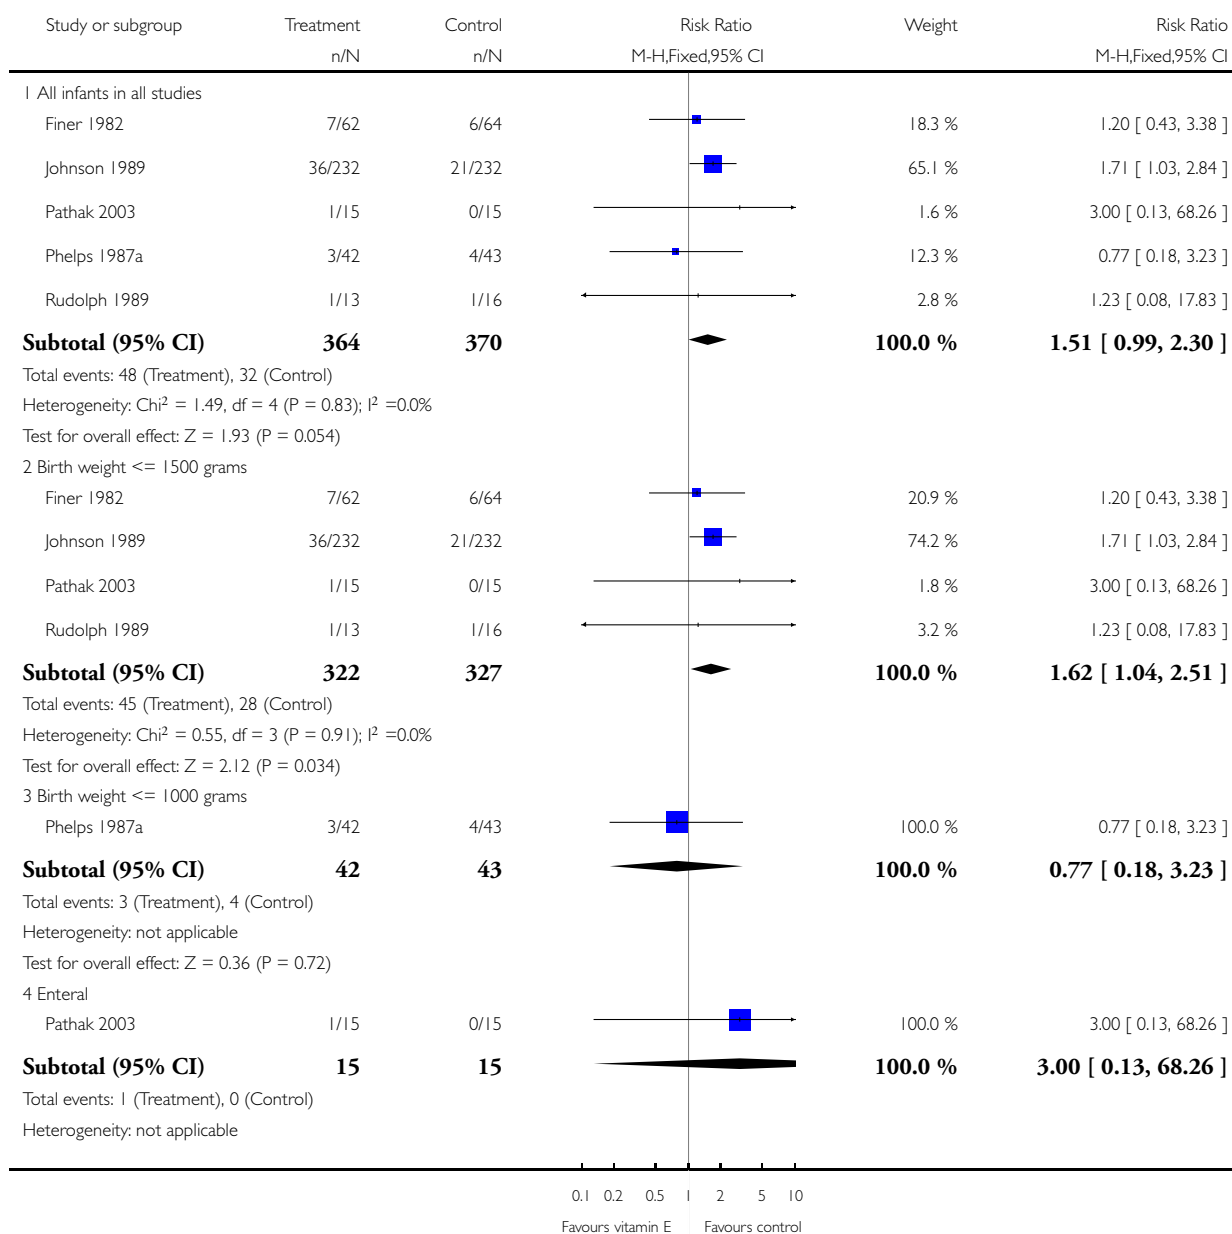 Study or subgroup Treatment Control Risk Ratio Weight Risk Ratio
n/N n/N M-H,Fixed,95% CI M-H,Fixed,95% CI
1 All infants in all studies
Finer 1982 7/62 6/64 18.3 % 1.20 [ 0.43, 3.38 ]
Johnson 1989 36/232 21/232 65.1 % 1.71 [ 1.03, 2.84 ]
Pathak 2003 1/15 0/15 1.6 % 3.00 [ 0.13, 68.26 ]
Phelps 1987a 3/42 4/43 12.3 % 0.77 [ 0.18, 3.23 ]
Rudolph 1989 1/13 1/16 2.8 % 1.23 [ 0.08, 17.83 ]
Subtotal (95% CI) 364 370 100.0 % 1.51 [ 0.99, 2.30 ]
Total events: 48 (Treatment), 32 (Control)
Heterogeneity: Chi² = 1.49, df = 4 (P = 0.83); I² =0.0%
Test for overall effect: Z = 1.93 (P = 0.054)
2 Birth weight <= 1500 grams
Finer 1982 7/62 6/64 20.9 % 1.20 [ 0.43, 3.38 ]
Johnson 1989 36/232 21/232 74.2 % 1.71 [ 1.03, 2.84 ]
Pathak 2003 1/15 0/15 1.8 % 3.00 [ 0.13, 68.26 ]
Rudolph 1989 1/13 1/16 3.2 % 1.23 [ 0.08, 17.83 ]
Subtotal (95% CI) 322 327 100.0 % 1.62 [ 1.04, 2.51 ]
Total events: 45 (Treatment), 28 (Control)
Heterogeneity: Chi² = 0.55, df = 3 (P = 0.91); I² =0.0%
Test for overall effect: Z = 2.12 (P = 0.034)
3 Birth weight <= 1000 grams
Phelps 1987a 3/42 4/43 100.0 % 0.77 [ 0.18, 3.23 ]
Subtotal (95% CI) 42 43 100.0 % 0.77 [ 0.18, 3.23 ]
Total events: 3 (Treatment), 4 (Control)
Heterogeneity: not applicable
Test for overall effect: Z = 0.36 (P = 0.72)
4 Enteral
Pathak 2003 1/15 0/15 100.0 % 3.00 [ 0.13, 68.26 ]
Subtotal (95% CI) 15 15 100.0 % 3.00 [ 0.13, 68.26 ]
Total events: 1 (Treatment), 0 (Control)
Heterogeneity: not applicable
0.1 0.2 0.5 1 2 5 10
Favours vitamin E Favours control